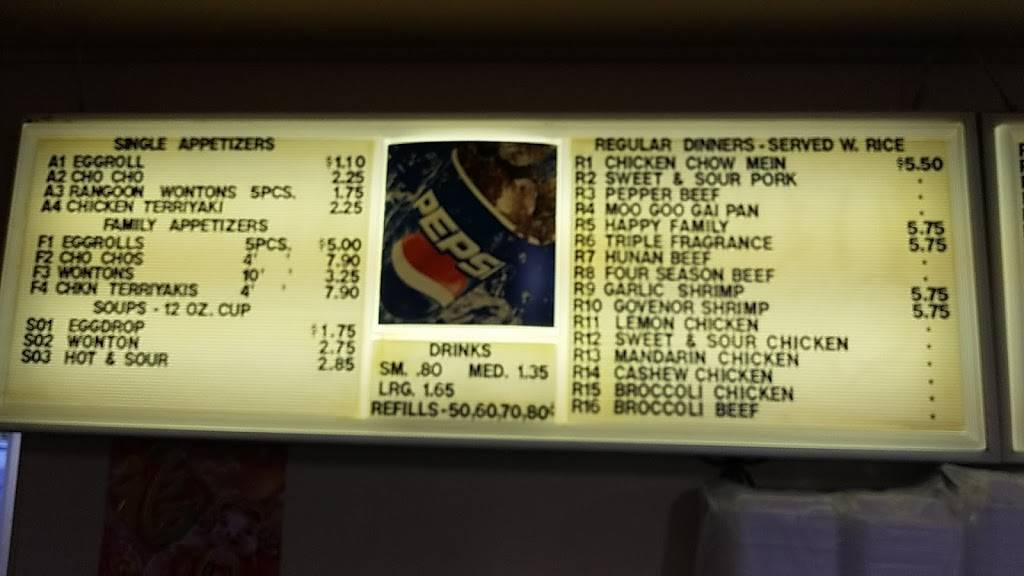 SINGLE APPETIZERS
A1 EGGROLL $1.10
A2 CHO CHO 2.25
A3 RANGOON WONTONS 5PCS. 1.75
A4 CHICKEN TERRIYAKI 2.25
FAMILY APPETIZERS
F1 EGGROLLS 5PCS. $5.00
F2 CHO CHOS 4' ' 7.90
F3 WONTONS 10' ' 3.25
F4 CHKN TERRIYAKIS 4' ' 7.90
SOUPS - 12 OZ. CUP
S01 EGGDROP $1.75
S02 WONTON 2.75
S03 HOT & SOUR 2.85
PEPSI
DRINKS
SM. .80 MED. 1.35
LRG. 1.65
REFILLS-50,60,70,80¢
REGULAR DINNERS - SERVED W. RICE
R1 CHICKEN CHOW MEIN $5.50
R2 SWEET & SOUR PORK .
R3 PEPPER BEEF .
R4 MOO GOO GAI PAN .
R5 HAPPY FAMILY 5.75
R6 TRIPLE FRAGRANCE 5.75
R7 HUNAN BEEF .
R8 FOUR SEASON BEEF .
R9 GARLIC SHRIMP 5.75
R10 GOVENOR SHRIMP 5.75
R11 LEMON CHICKEN .
R12 SWEET & SOUR CHICKEN .
R13 MANDARIN CHICKEN .
R14 CASHEW CHICKEN .
R15 BROCCOLI CHICKEN .
R16 BROCCOLI BEEF .